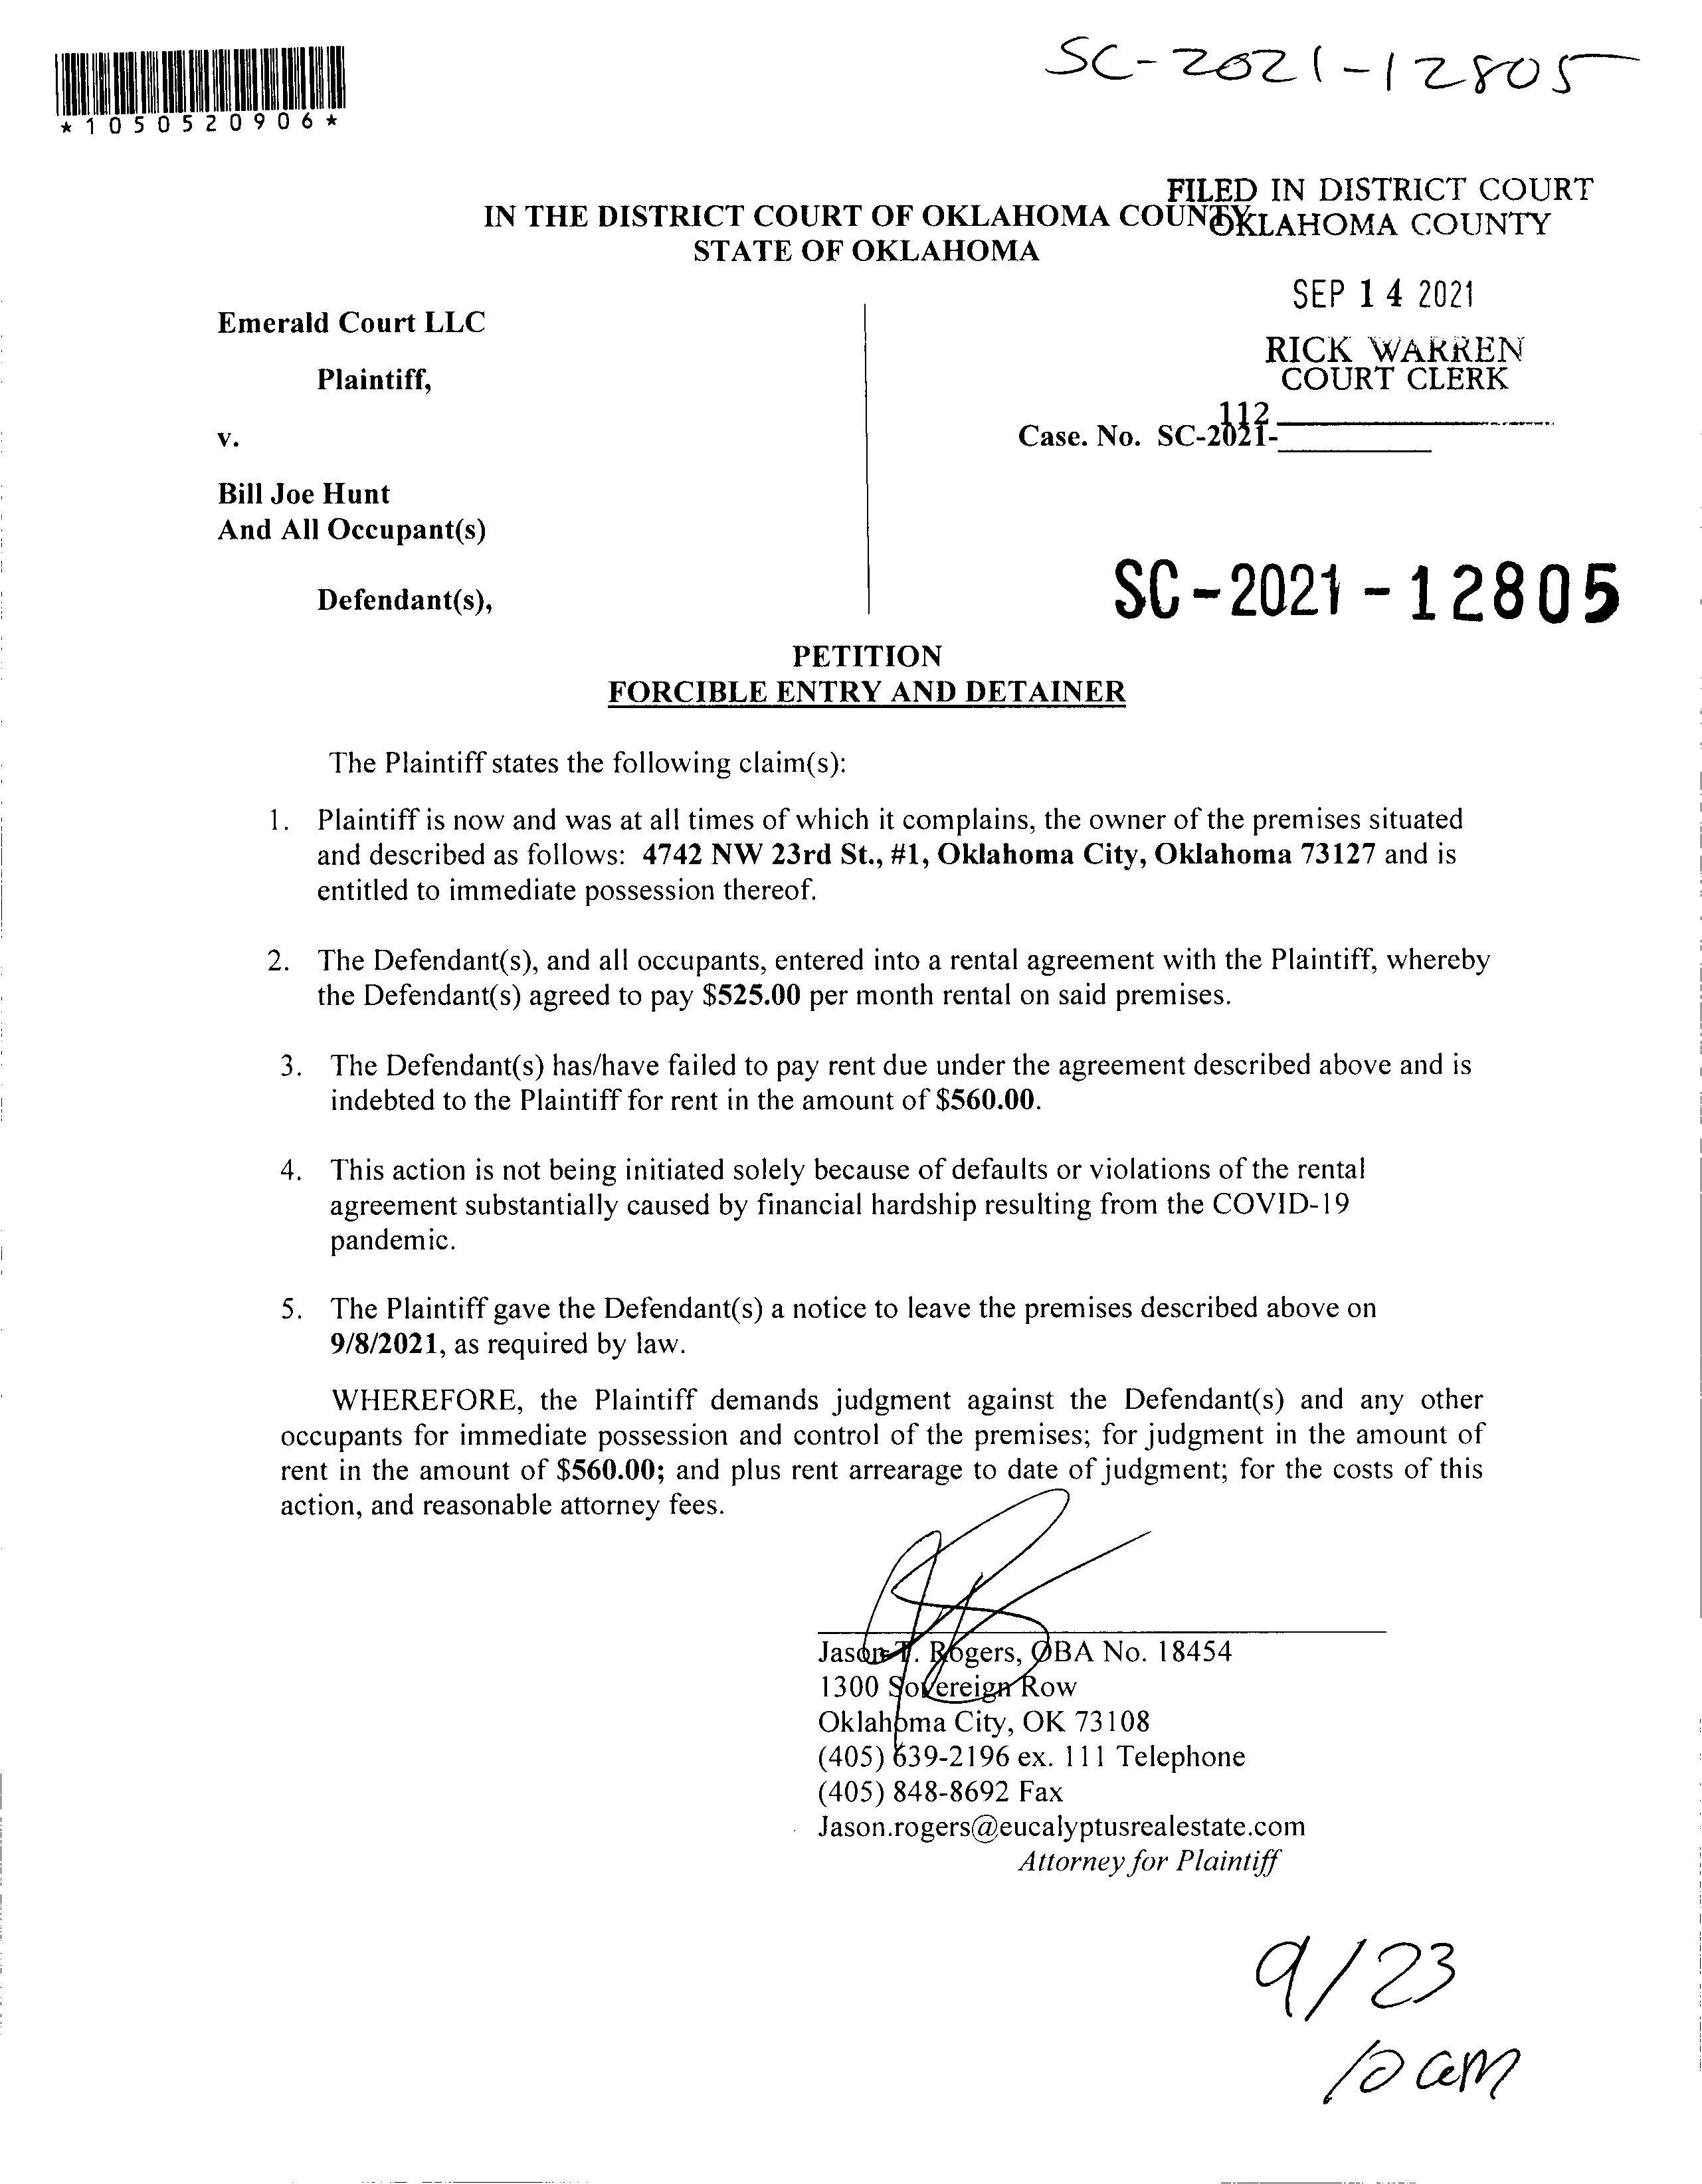 SC-2021-12805
*1050520906*
FILED IN DISTRICT COURT
OKLAHOMA COUNTY
IN THE DISTRICT COURT OF OKLAHOMA COUNTY
STATE OF OKLAHOMA
SEP 14 2021
RICK WARREN
COURT CLERK
112
Emerald Court LLC
Plaintiff,
v.
Case. No. SC-2021-
Bill Joe Hunt
And All Occupant(s)
Defendant(s),
SC-2021-12805
PETITION
FORCIBLE ENTRY AND DETAINER
The Plaintiff states the following claim(s):
1. Plaintiff is now and was at all times of which it complains, the owner of the premises situated
and described as follows: 4742 NW 23rd St., #1, Oklahoma City, Oklahoma 73127 and is
entitled to immediate possession thereof.
2. The Defendant(s), and all occupants, entered into a rental agreement with the Plaintiff, whereby
the Defendant(s) agreed to pay $525.00 per month rental on said premises.
3. The Defendant(s) has/have failed to pay rent due under the agreement described above and is
indebted to the Plaintiff for rent in the amount of $560.00.
4. This action is not being initiated solely because of defaults or violations of the rental
agreement substantially caused by financial hardship resulting from the COVID-19
pandemic.
5. The Plaintiff gave the Defendant(s) a notice to leave the premises described above on
9/8/2021, as required by law.
WHEREFORE, the Plaintiff demands judgment against the Defendant(s) and any other
occupants for immediate possession and control of the premises; for judgment in the amount of
rent in the amount of $560.00; and plus rent arrearage to date of judgment; for the costs of this
action, and reasonable attorney fees.
Jason T. Rogers, OBA No. 18454
1300 Sovereign Row
Oklahoma City, OK 73108
(405) 639-2196 ex. 111 Telephone
(405) 848-8692 Fax
Jason.rogers@eucalyptusrealestate.com
Attorney for Plaintiff
9/23
10 am